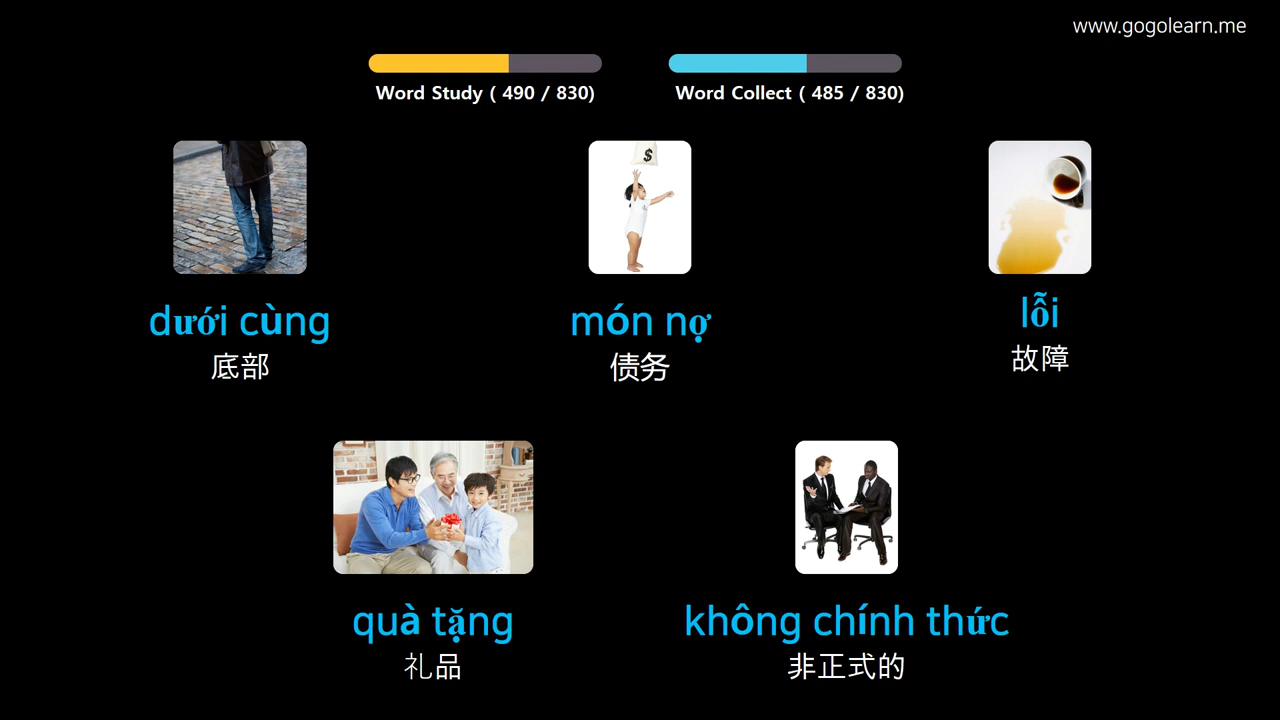 www.gogolearn.me
Word Study ( 490 / 830)
Word Collect ( 485 / 830)
$
dưới cùng
底部
món nợ
债务
lỗi
故障
quà tặng
礼品
không chính thức
非正式的